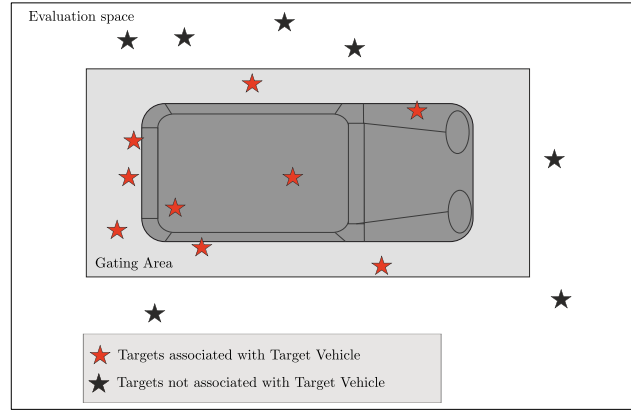 Evaluation space
Gating Area
Targets associated with Target Vehicle
Targets not associated with Target Vehicle